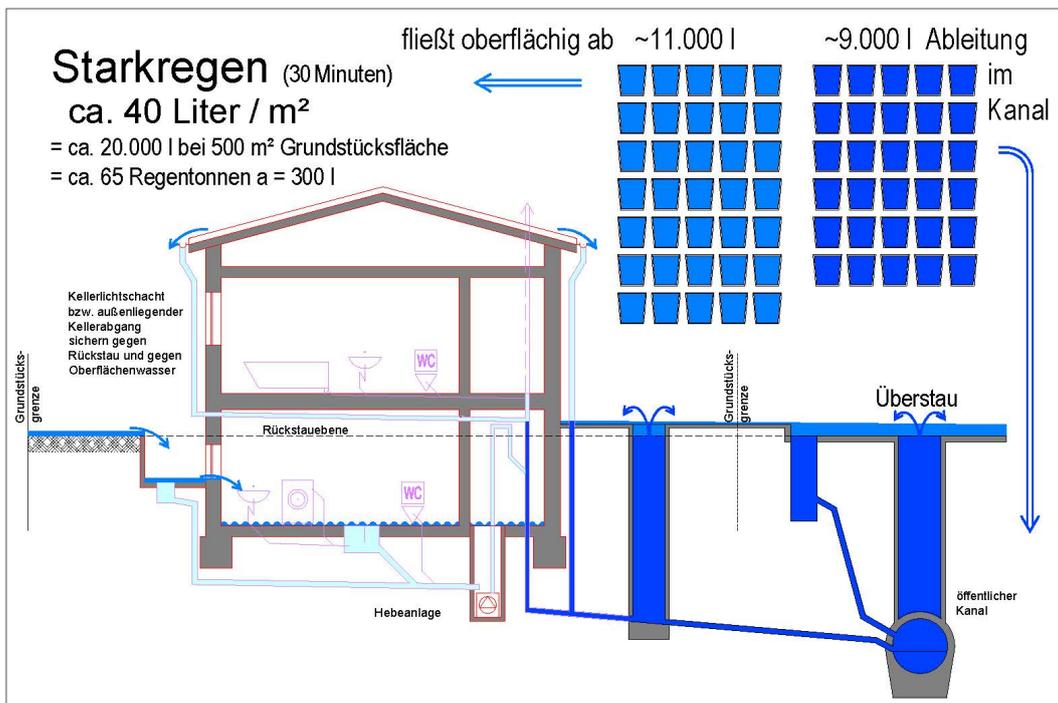 Starkregen (30 Minuten)
ca. 40 Liter / m²
= ca. 20.000 l bei 500 m² Grundstücksfläche
= ca. 65 Regentonnen a = 300 l
fließt oberflächig ab ~11.000 l
~9.000 l Ableitung
im
Kanal
Kellerlichtschacht
bzw. außenliegender
Kellerabgang
sichern gegen
Rückstau und gegen
Oberflächenwasser
Grundstücks-
grenze
WC
Rückstauebene
WC
Hebeanlage
Grundstücks-
grenze
Überstau
öffentlicher
Kanal